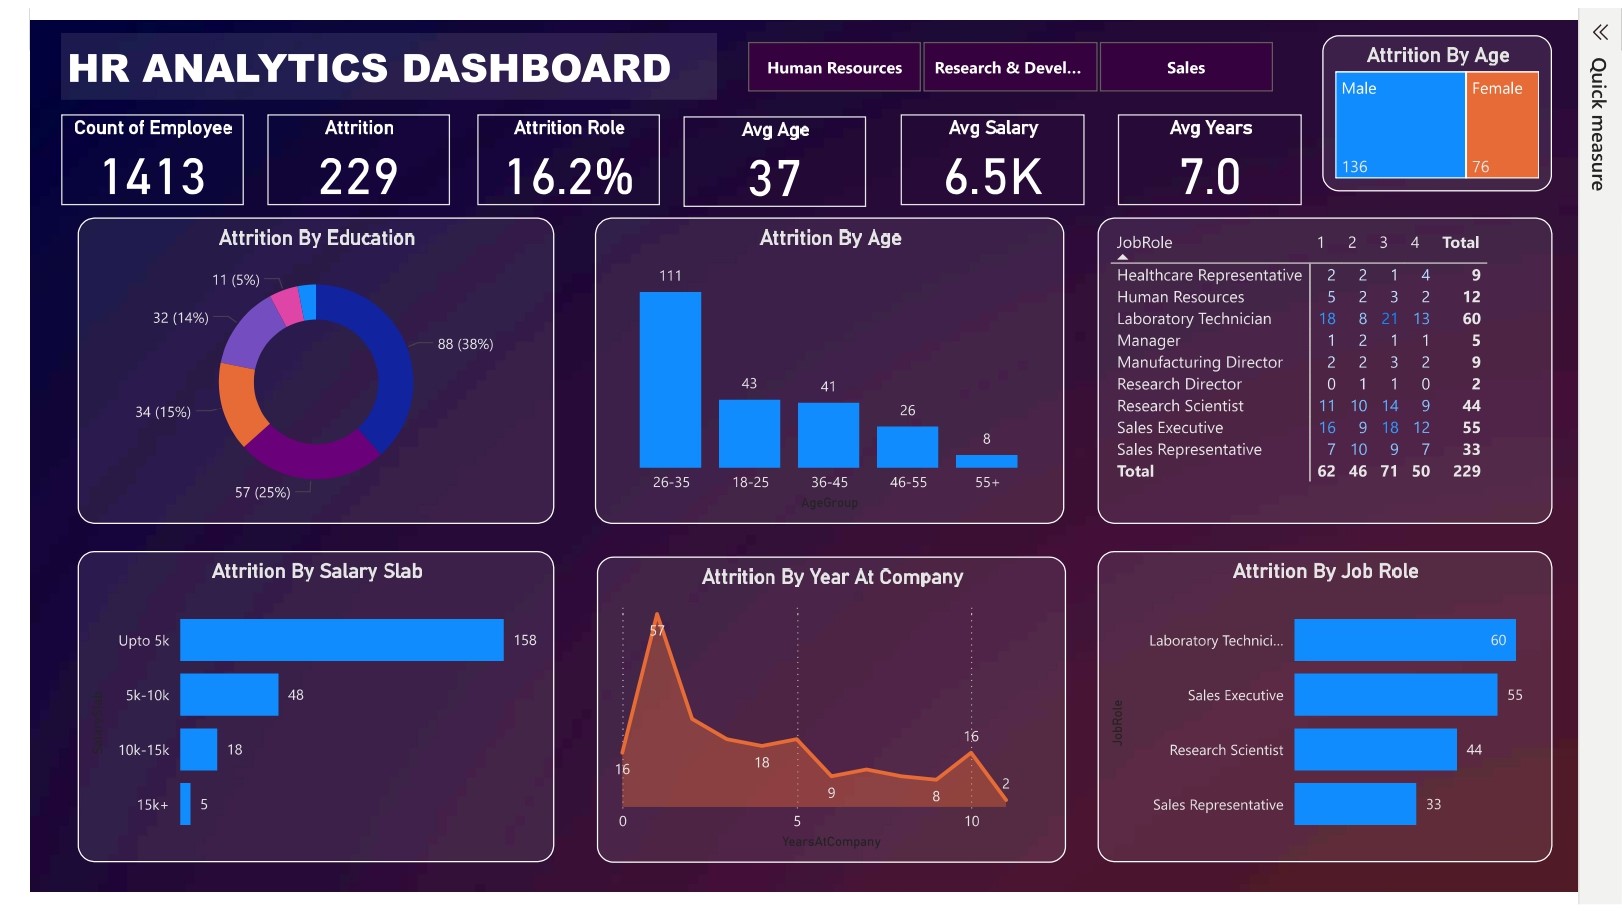 HR ANALYTICS DASHBOARD
Human Resources
Research & Devel...
Sales
Attrition By Age
Male
Female
136
76
Quick measure
Count of Employee
1413
Attrition
229
Attrition Role
16.2%
Avg Age
37
Avg Salary
6.5K
Avg Years
7.0
Attrition By Education
11 (5%)
32 (14%)
88 (38%)
34 (15%)
57 (25%)
Attrition By Age
111
43
41
26
8
26-35
18-25
36-45
46-55
55+
AgeGroup
JobRole 1 2 3 4 Total
Healthcare Representative 2 2 1 4 9
Human Resources 5 2 3 2 12
Laboratory Technician 18 8 21 13 60
Manager 1 2 1 1 5
Manufacturing Director 2 2 3 2 9
Research Director 0 1 1 0 2
Research Scientist 11 10 14 9 44
Sales Executive 16 9 18 12 55
Sales Representative 7 10 9 7 33
Total 62 46 71 50 229
Attrition By Salary Slab
Upto 5k 158
5k-10k 48
10k-15k 18
15k+ 5
Attrition By Year At Company
57
16
18
9
8
16
2
0
5
10
YearsAtCompany
Attrition By Job Role
JobRole
Laboratory Technici... 60
Sales Executive 55
Research Scientist 44
Sales Representative 33